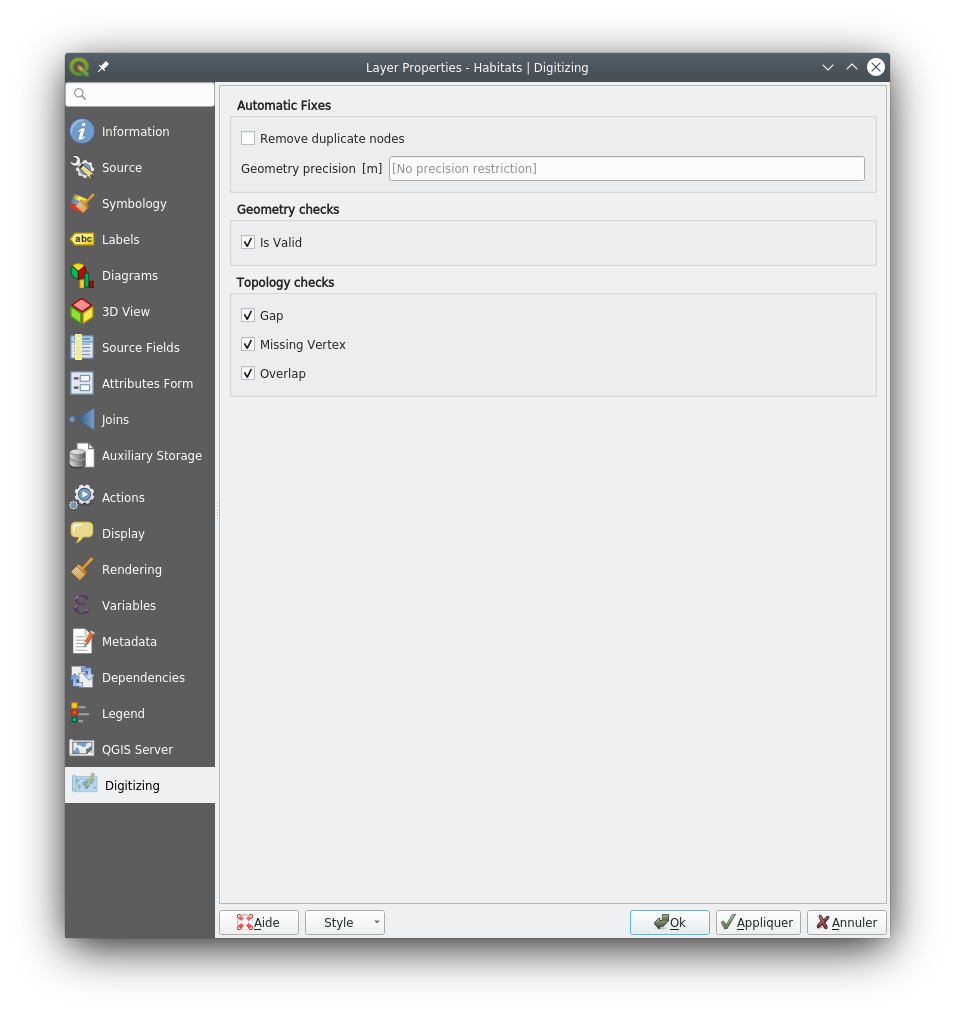 Layer Properties - Habitats | Digitizing
Information
Source
Symbology
abc
Labels
Diagrams
3D View
Source Fields
Attributes Form
Joins
Auxiliary Storage
Actions
Display
Rendering
Variables
Metadata
Dependencies
Legend
QGIS Server
Digitizing
Automatic Fixes
Remove duplicate nodes
Geometry precision [m] [No precision restriction]
Geometry checks
Is Valid
Topology checks
Gap
Missing Vertex
Overlap
Aide Style Ok Appliquer Annuler